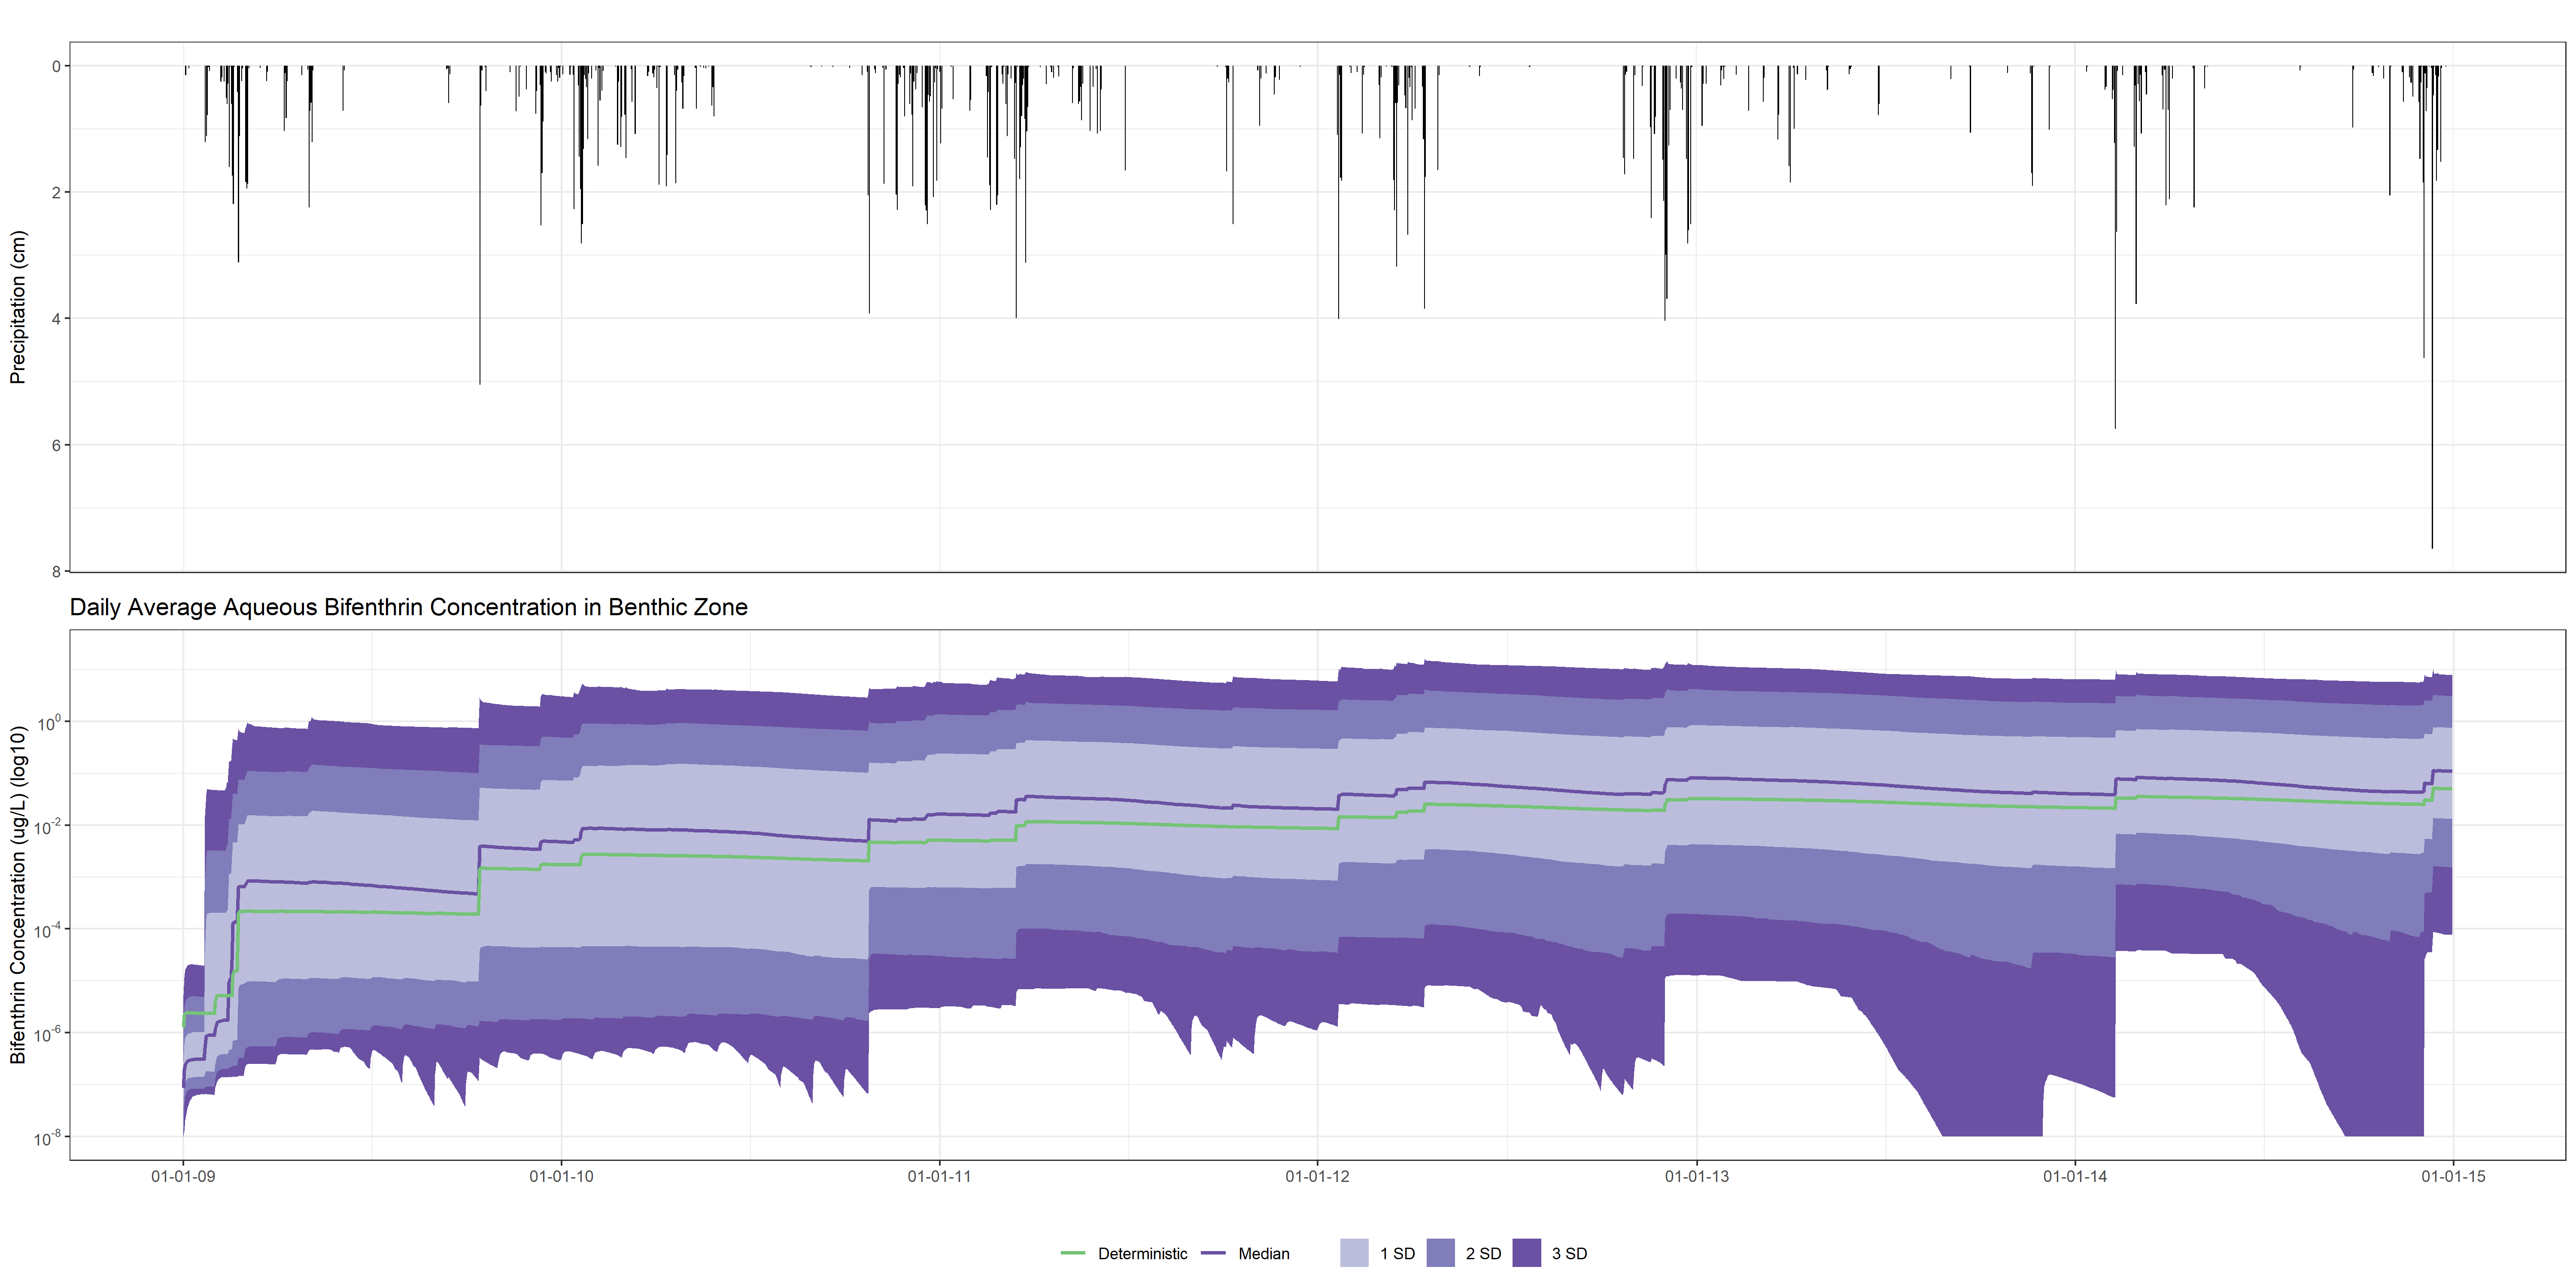 0
2
4
6
8
Precipitation (cm)
Daily Average Aqueous Bifenthrin Concentration in Benthic Zone
10^0
10^-2
10^-4
10^-6
10^-8
Bifenthrin Concentration (ug/L) (log10)
01-01-09 01-01-10 01-01-11 01-01-12 01-01-13 01-01-14 01-01-15
Deterministic Median 1 SD 2 SD 3 SD